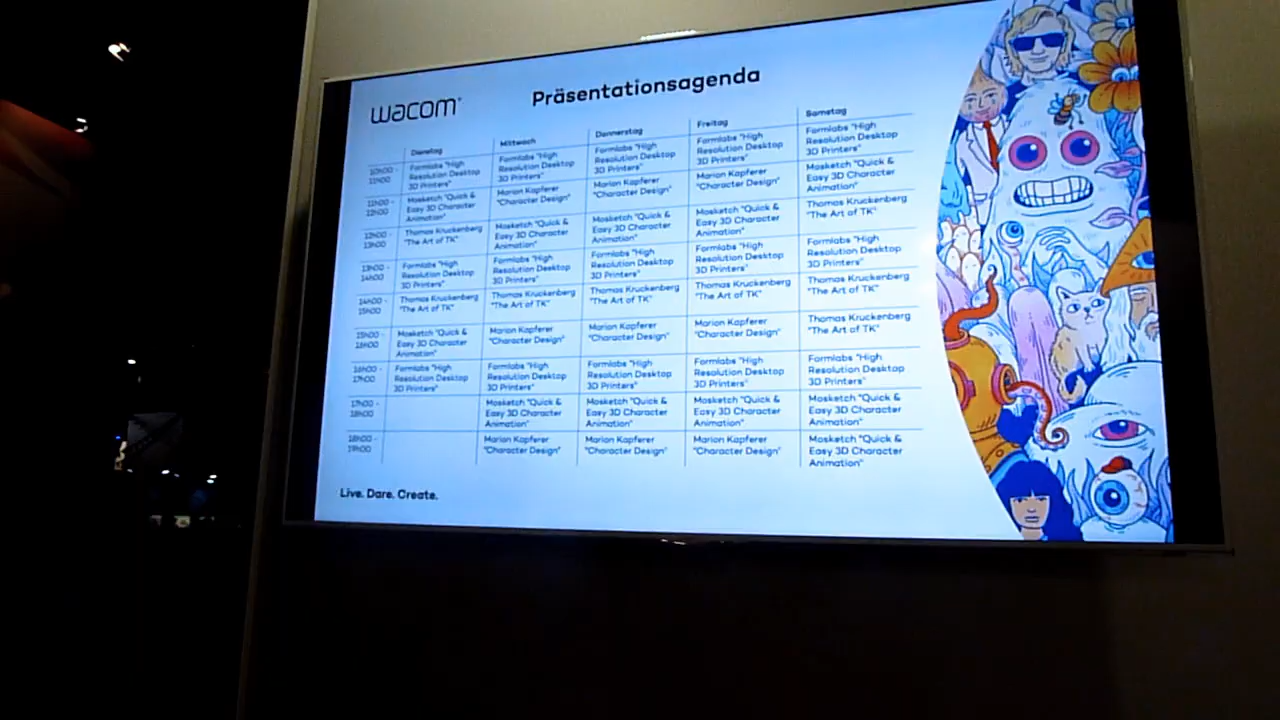 wacom
Präsentationsagenda
Dienstag
Mittwoch
Donnerstag
Freitag
Samstag
10h00 -
11h00
Formlabs "High
Resolution Desktop
3D Printers"
Formlabs "High
Resolution Desktop
3D Printers"
Formlabs "High
Resolution Desktop
3D Printers"
Formlabs "High
Resolution Desktop
3D Printers"
Formlabs "High
Resolution Desktop
3D Printers"
11h00 -
12h00
Mosketch "Quick &
Easy 3D Character
Animation"
Marion Kapferer
"Character Design"
Marion Kapferer
"Character Design"
Marion Kapferer
"Character Design"
Mosketch "Quick &
Easy 3D Character
Animation"
12h00 -
13h00
Thomas Kruckenberg
"The Art of TK"
Mosketch "Quick &
Easy 3D Character
Animation"
Mosketch "Quick &
Easy 3D Character
Animation"
Mosketch "Quick &
Easy 3D Character
Animation"
Thomas Kruckenberg
"The Art of TK"
13h00 -
14h00
Formlabs "High
Resolution Desktop
3D Printers"
Formlabs "High
Resolution Desktop
3D Printers"
Formlabs "High
Resolution Desktop
3D Printers"
Formlabs "High
Resolution Desktop
3D Printers"
Formlabs "High
Resolution Desktop
3D Printers"
14h00 -
15h00
Thomas Kruckenberg
"The Art of TK"
Thomas Kruckenberg
"The Art of TK"
Thomas Kruckenberg
"The Art of TK"
Thomas Kruckenberg
"The Art of TK"
Thomas Kruckenberg
"The Art of TK"
15h00 -
16h00
Mosketch "Quick &
Easy 3D Character
Animation"
Marion Kapferer
"Character Design"
Marion Kapferer
"Character Design"
Marion Kapferer
"Character Design"
Thomas Kruckenberg
"The Art of TK"
16h00 -
17h00
Formlabs "High
Resolution Desktop
3D Printers"
Formlabs "High
Resolution Desktop
3D Printers"
Formlabs "High
Resolution Desktop
3D Printers"
Formlabs "High
Resolution Desktop
3D Printers"
Formlabs "High
Resolution Desktop
3D Printers"
17h00 -
18h00
Mosketch "Quick &
Easy 3D Character
Animation"
Mosketch "Quick &
Easy 3D Character
Animation"
Mosketch "Quick &
Easy 3D Character
Animation"
Mosketch "Quick &
Easy 3D Character
Animation"
18h00 -
19h00
Marion Kapferer
"Character Design"
Marion Kapferer
"Character Design"
Marion Kapferer
"Character Design"
Mosketch "Quick &
Easy 3D Character
Animation"
Live. Dare. Create.